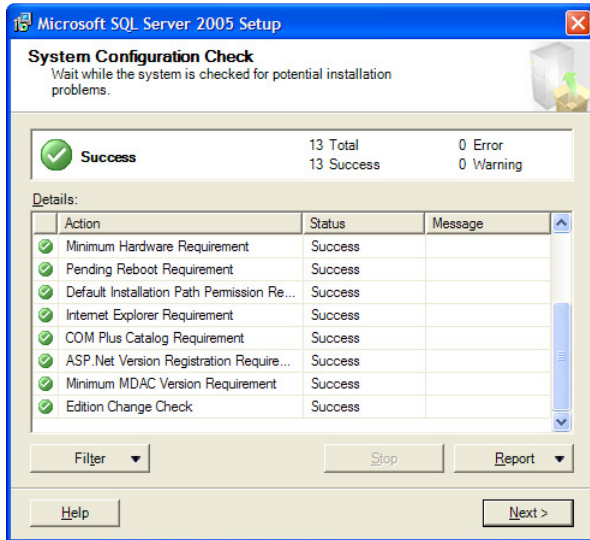 Microsoft SQL Server 2005 Setup
System Configuration Check
Wait while the system is checked for potential installation
problems.
Success
13 Total
0 Error
13 Success
0 Warning
Details:
Action Status Message
Minimum Hardware Requirement Success
Pending Reboot Requirement Success
Default Installation Path Permission Re... Success
Internet Explorer Requirement Success
COM Plus Catalog Requirement Success
ASP.Net Version Registration Require... Success
Minimum MDAC Version Requirement Success
Edition Change Check Success
Filter Stop Report
Help Next >